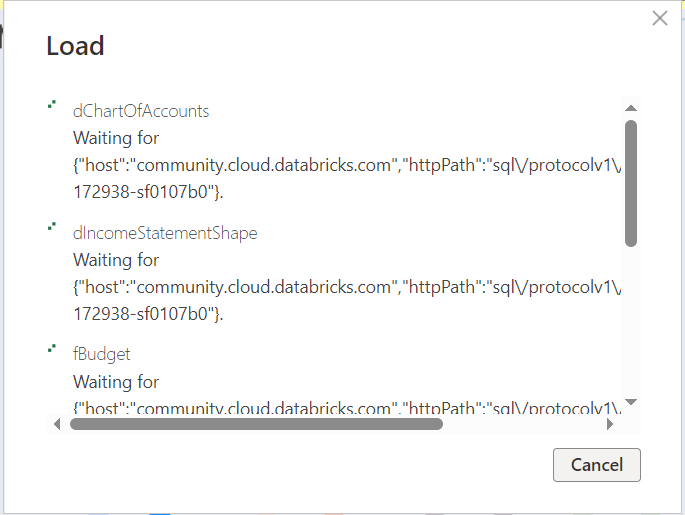 Load
dChartOfAccounts
Waiting for
{"host":"community.cloud.databricks.com","httpPath":"sql\/protocolv1\/
172938-sf0107b0"}.
dIncomeStatementShape
Waiting for
{"host":"community.cloud.databricks.com","httpPath":"sql\/protocolv1\/
172938-sf0107b0"}.
fBudget
Waiting for
{"host":"community.cloud.databricks.com","httpPath":"sql\/protocolv1\/
Cancel